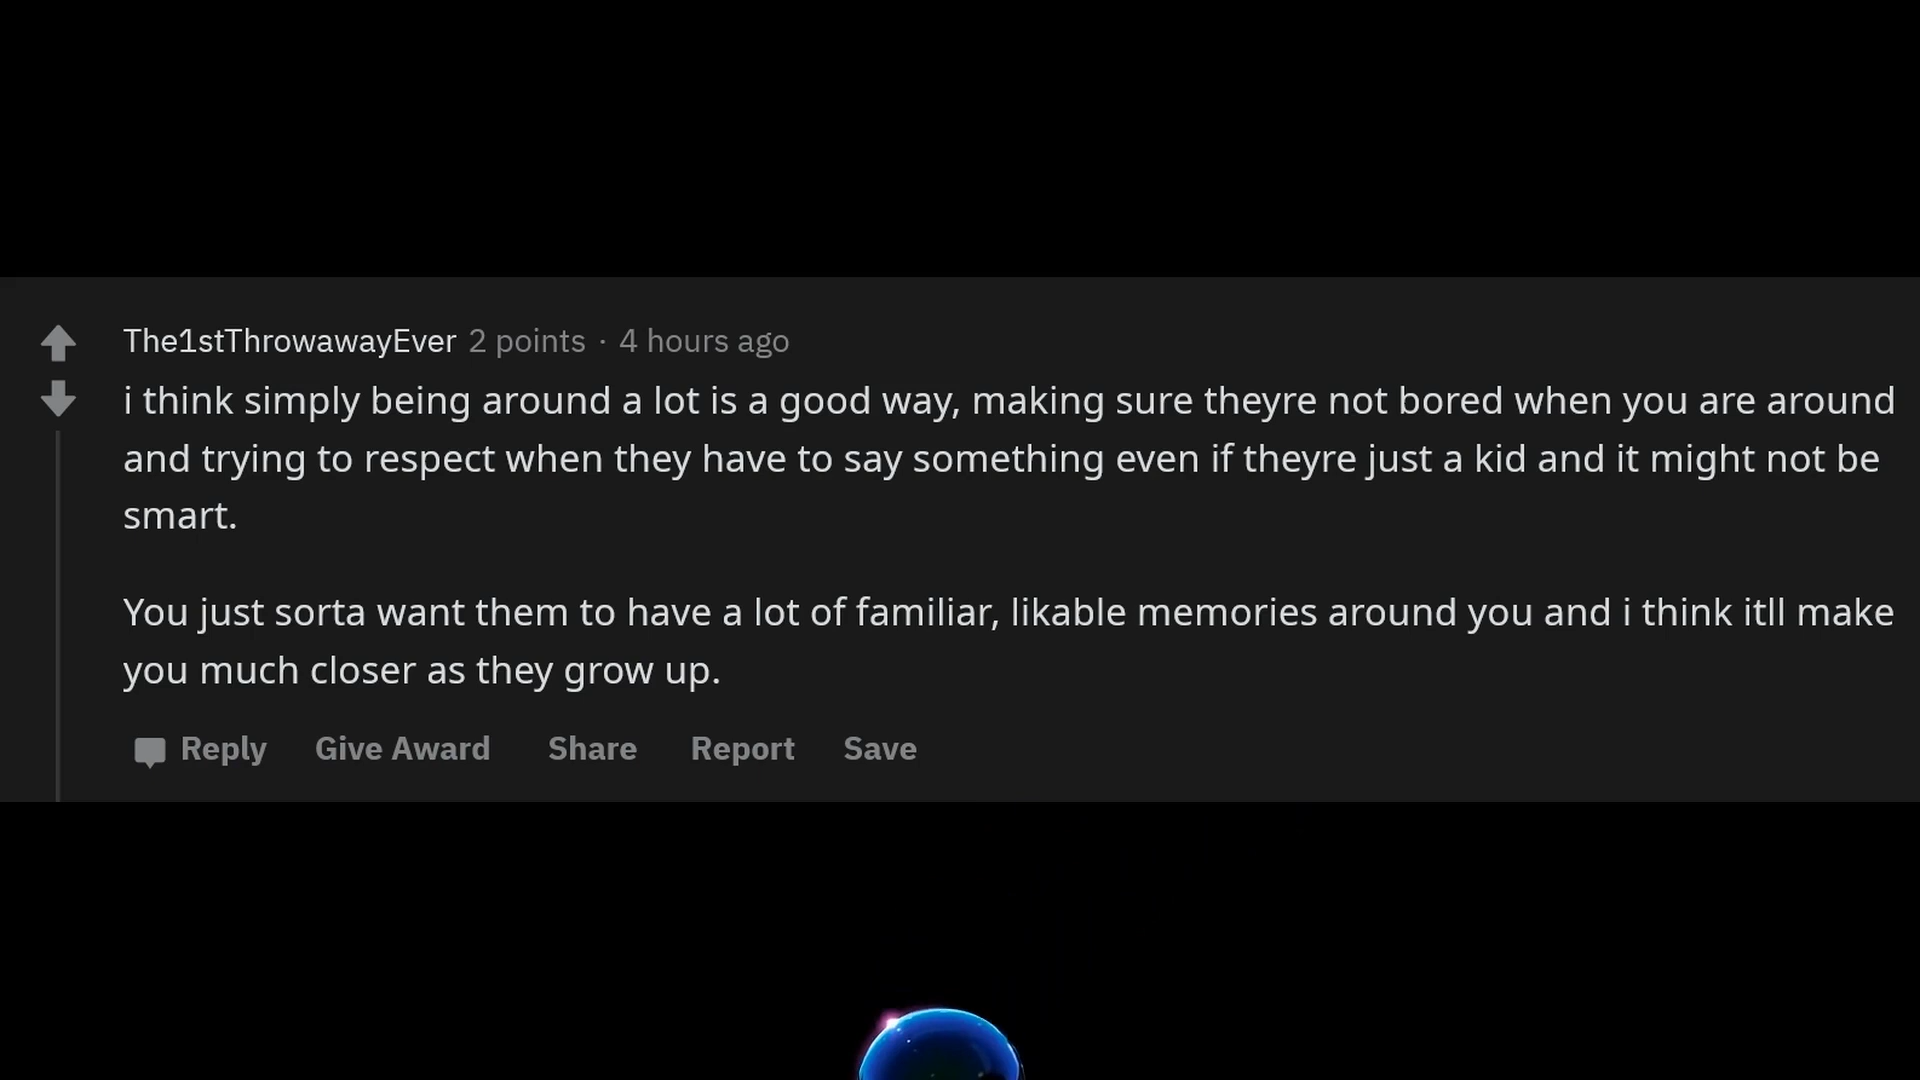 The1stThrowawayEver 2 points · 4 hours ago
i think simply being around a lot is a good way, making sure theyre not bored when you are around
and trying to respect when they have to say something even if theyre just a kid and it might not be
smart.
You just sorta want them to have a lot of familiar, likable memories around you and i think itll make
you much closer as they grow up.
Reply Give Award Share Report Save